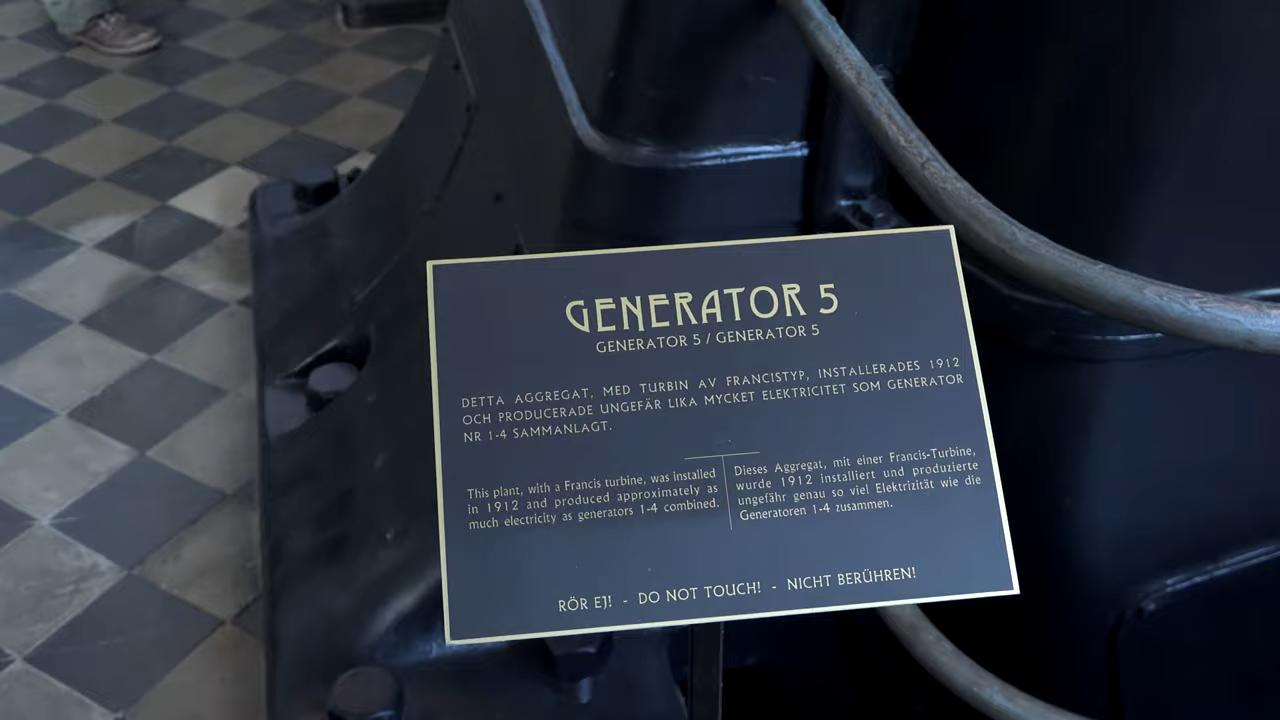 GENERATOR 5
GENERATOR 5 / GENERATOR 5
DETTA AGGREGAT, MED TURBIN AV FRANCISTYP, INSTALLERADES 1912
OCH PRODUCERADE UNGEFÄR LIKA MYCKET ELEKTRICITET SOM GENERATOR
NR 1-4 SAMMANLAGT.
This plant, with a Francis turbine, was installed
in 1912 and produced approximately as
much electricity as generators 1-4 combined.
Dieses Aggregat, mit einer Francis-Turbine,
wurde 1912 installiert und produzierte
ungefähr genau so viel Elektrizität wie die
Generatoren 1-4 zusammen.
RÖR EJ! - DO NOT TOUCH! - NICHT BERÜHREN!